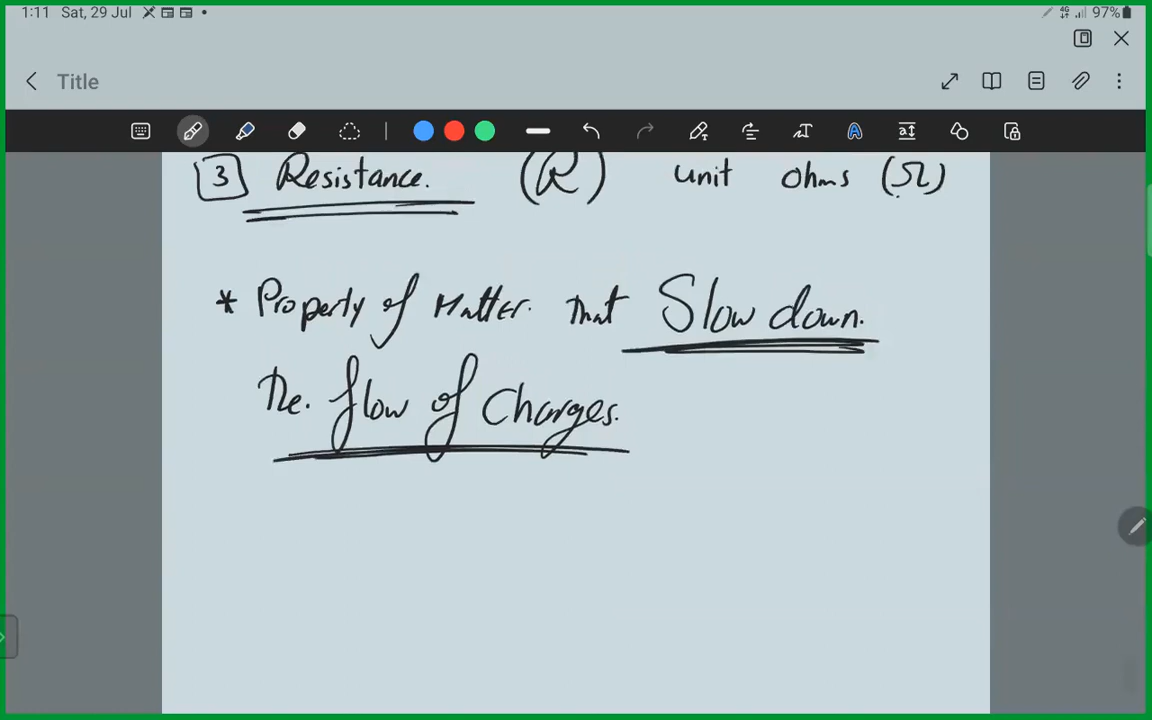 1:11 Sat, 29 Jul
4G 97%
Title
3 Resistance. (R) unit ohms (Ω)
* Property of Matter. That Slow down.
The. flow of Charges.